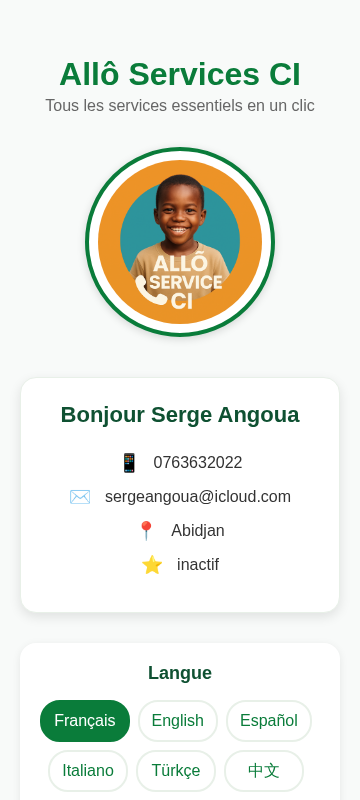 Allô Services CI
Tous les services essentiels en un clic
ALLÕ
SERVICE
CI
Bonjour Serge Angoua
0763632022
sergeangoua@icloud.com
Abidjan
inactif
Langue
Français English Español
Italiano Türkçe 中文